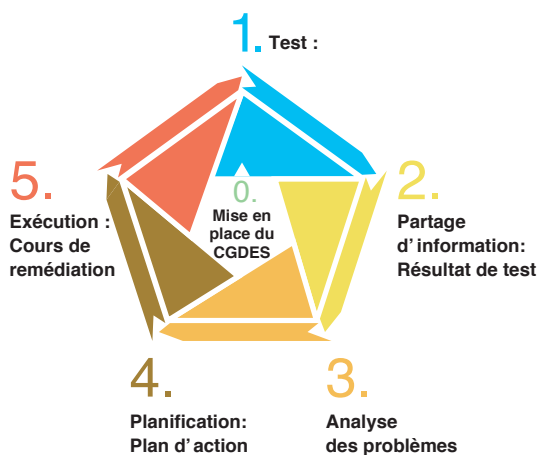 1. Test :
2.
Partage
d'information:
Résultat de test
3.
Analyse
des problèmes
4.
Planification:
Plan d'action
5.
Exécution :
Cours de
remédiation
0.
Mise en
place du
CGDES